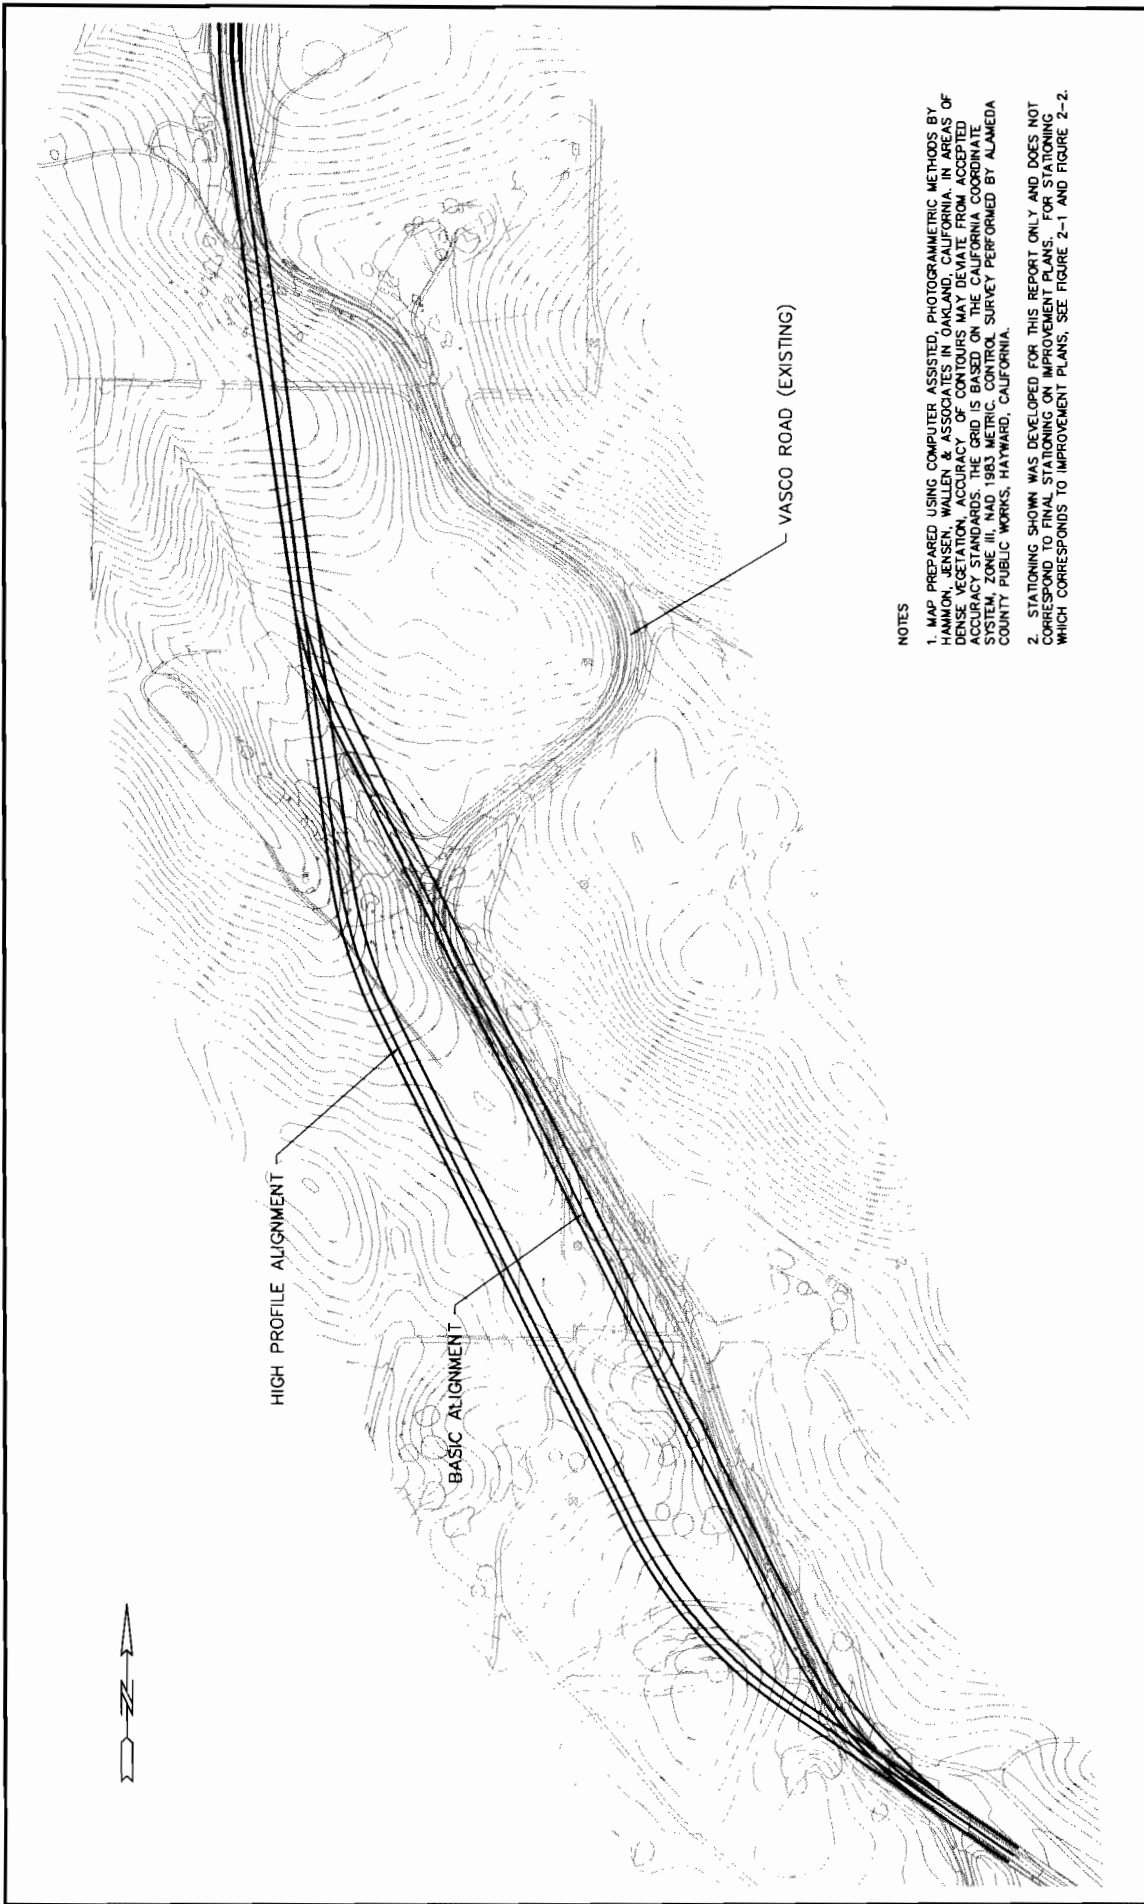 HIGH PROFILE ALIGNMENT
BASIC ALIGNMENT
VASCO ROAD (EXISTING)
N
NOTES
1. MAP PREPARED USING COMPUTER ASSISTED, PHOTOGRAMMETRIC METHODS BY
HAMMON, JENSEN, WALLEN & ASSOCIATES IN OAKLAND, CALIFORNIA. IN AREAS OF
DENSE VEGETATION, ACCURACY OF CONTOURS MAY DEVIATE FROM ACCEPTED
ACCURACY STANDARDS. THE GRID IS BASED ON THE CALIFORNIA COORDINATE
SYSTEM, ZONE III, NAD 1983 METRIC. CONTROL SURVEY PERFORMED BY ALAMEDA
COUNTY PUBLIC WORKS, HAYWARD, CALIFORNIA.
2. STATIONING SHOWN WAS DEVELOPED FOR THIS REPORT ONLY AND DOES NOT
CORRESPOND TO FINAL STATIONING ON IMPROVEMENT PLANS. FOR STATIONING
WHICH CORRESPONDS TO IMPROVEMENT PLANS, SEE FIGURE 2-1 AND FIGURE 2-2.